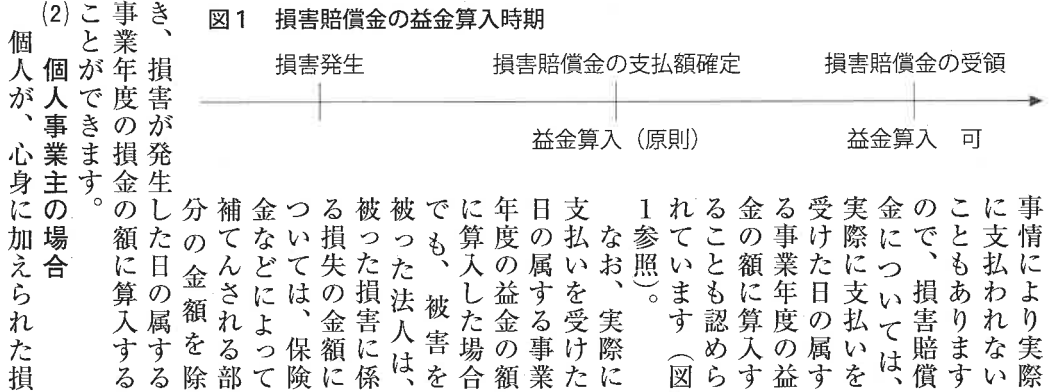 図1 損害賠償金の益金算入時期
損害発生
損害賠償金の支払額確定
損害賠償金の受領
益金算入（原則）
益金算入 可
事情により実際
に支払われない
こともあります
ので、損害賠償
金については、
実際に支払いを
受けた日の属す
る事業年度の益
金の額に算入す
ることも認めら
れています（図
1参照）。
なお、実際に
支払いを受けた
日の属する事業
年度の益金の額
に算入した場合
でも、被害を
被った法人は、
被った損害に係
る損失の金額に
ついては、保険
金などによって
補てんされる部
分の金額を除
き、損害が発生した日の属する
事業年度の損金の額に算入する
ことができます。
(2) 個人事業主の場合
個人が、心身に加えられた損